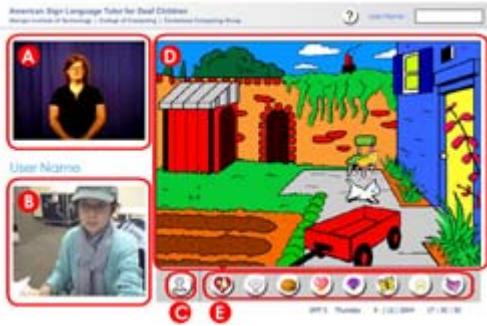 American Sign Language Tutor for Deaf Children
Georgia Institute of Technology | College of Computing | Contextual Computing Group
?
User Name
A
D
User Name
B
C
E